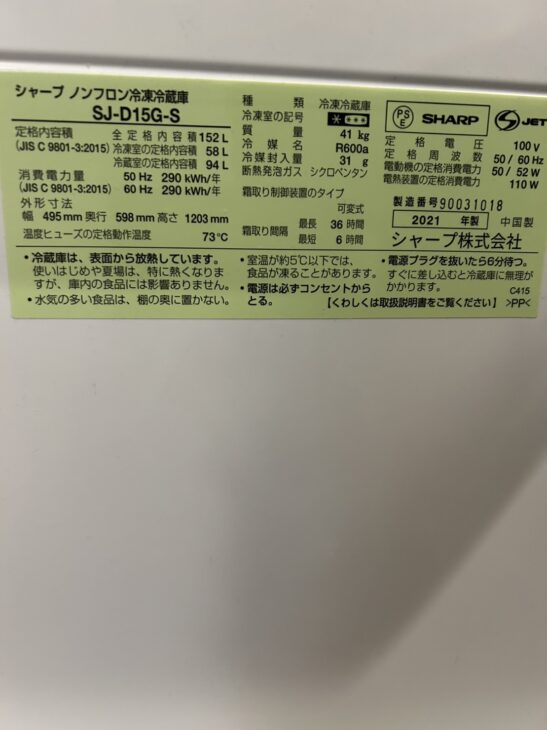 シャープ ノンフロン冷凍冷蔵庫
SJ-D15G-S
定格内容積 全定格内容積 152 L
(JIS C 9801-3:2015) 冷凍室の定格内容積 58 L
冷蔵室の定格内容積 94 L
消費電力量 50 Hz 290 kWh/年
(JIS C 9801-3:2015) 60 Hz 290 kWh/年
外形寸法
幅 495mm 奥行 598mm 高さ 1203mm
温度ヒューズの定格動作温度 73℃
種類 冷凍冷蔵庫
冷凍室の記号
質量 41 kg
冷媒名 R600a
冷媒封入量 31 g
断熱発泡ガス シクロペンタン
霜取り制御装置のタイプ
可変式
霜取り間隔 最長 36 時間
最短 6 時間
PSE SHARP JET
定格電圧 100 V
定格周波数 50 / 60 Hz
電動機の定格消費電力 50 / 52 W
電熱装置の定格消費電力 110 W
製造番号 90031018
2021 年製 中国製
シャープ株式会社
・冷蔵庫は、表面から放熱しています。
使いはじめや夏場は、特に熱くなりま
すが、庫内の食品には影響ありません。
・水気の多い食品は、棚の奥に置かない。
・室温が約5℃以下では、
食品が凍ることがあります。
・電源は必ずコンセントから
とる。
・電源プラグを抜いたら6分待つ。
すぐに差し込むと冷蔵庫に無理が
かかります。 C415
【くわしくは取扱説明書をご覧ください】 >PP<